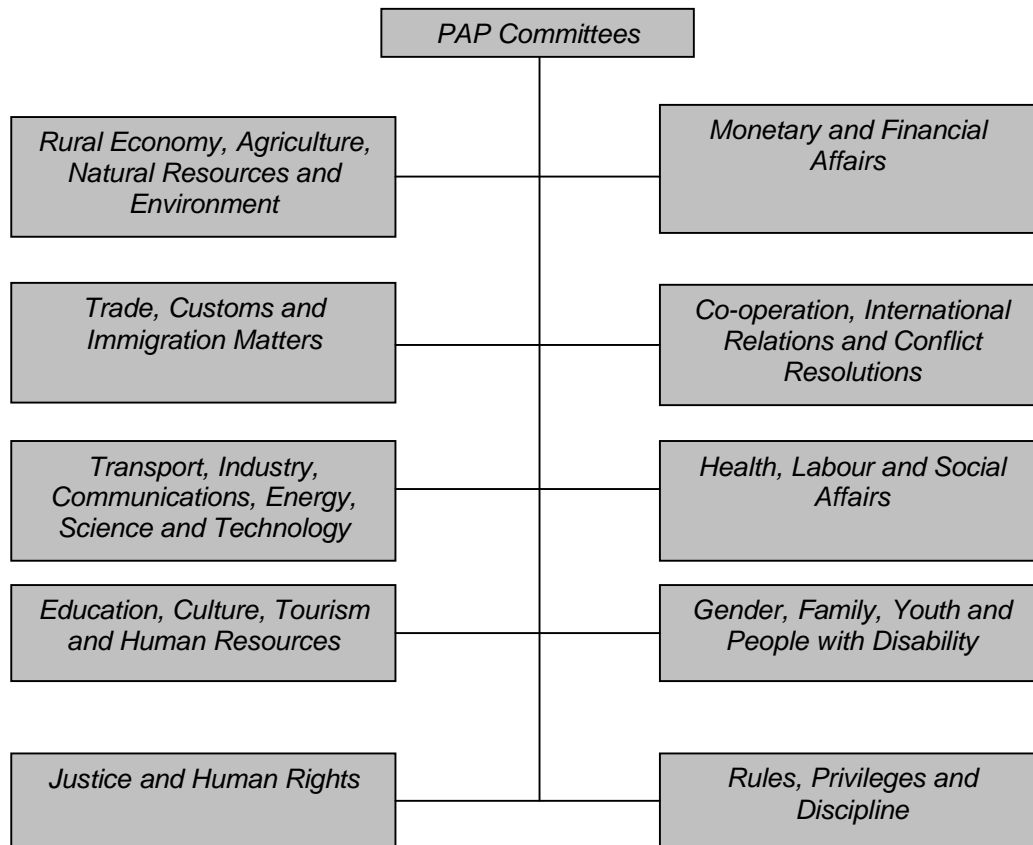 PAP Committees
Rural Economy, Agriculture,
Natural Resources and
Environment
Monetary and Financial
Affairs
Trade, Customs and
Immigration Matters
Co-operation, International
Relations and Conflict
Resolutions
Transport, Industry,
Communications, Energy,
Science and Technology
Health, Labour and Social
Affairs
Education, Culture, Tourism
and Human Resources
Gender, Family, Youth and
People with Disability
Justice and Human Rights
Rules, Privileges and
Discipline